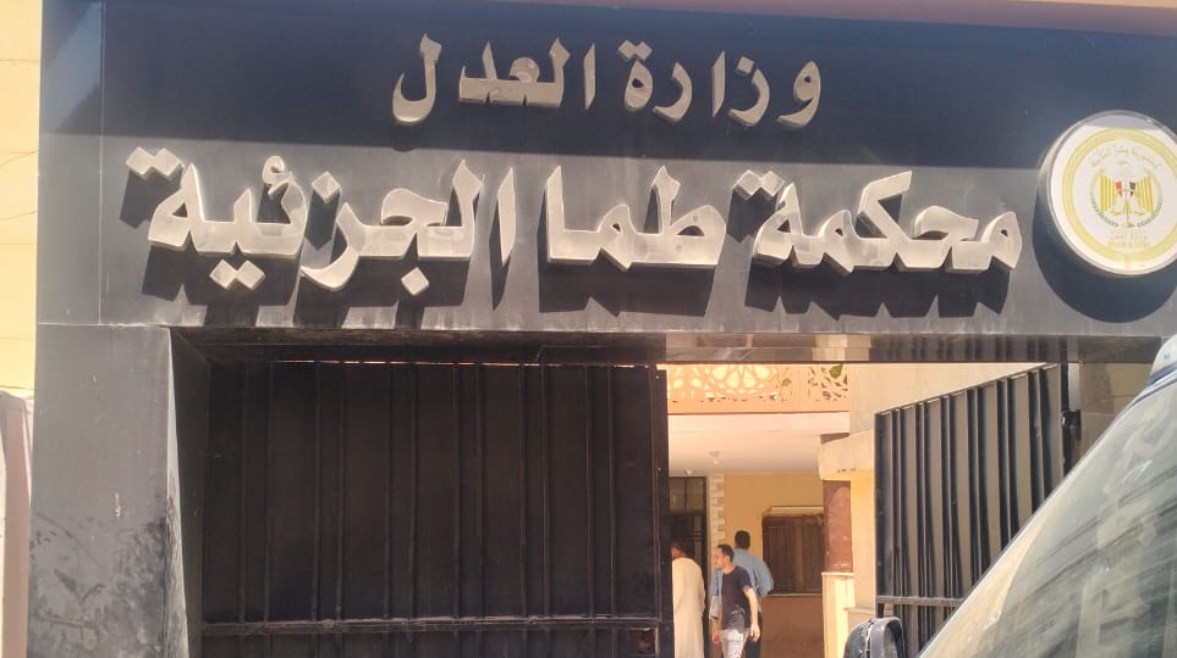 وزارة العدل
محكمة طما الجزئية